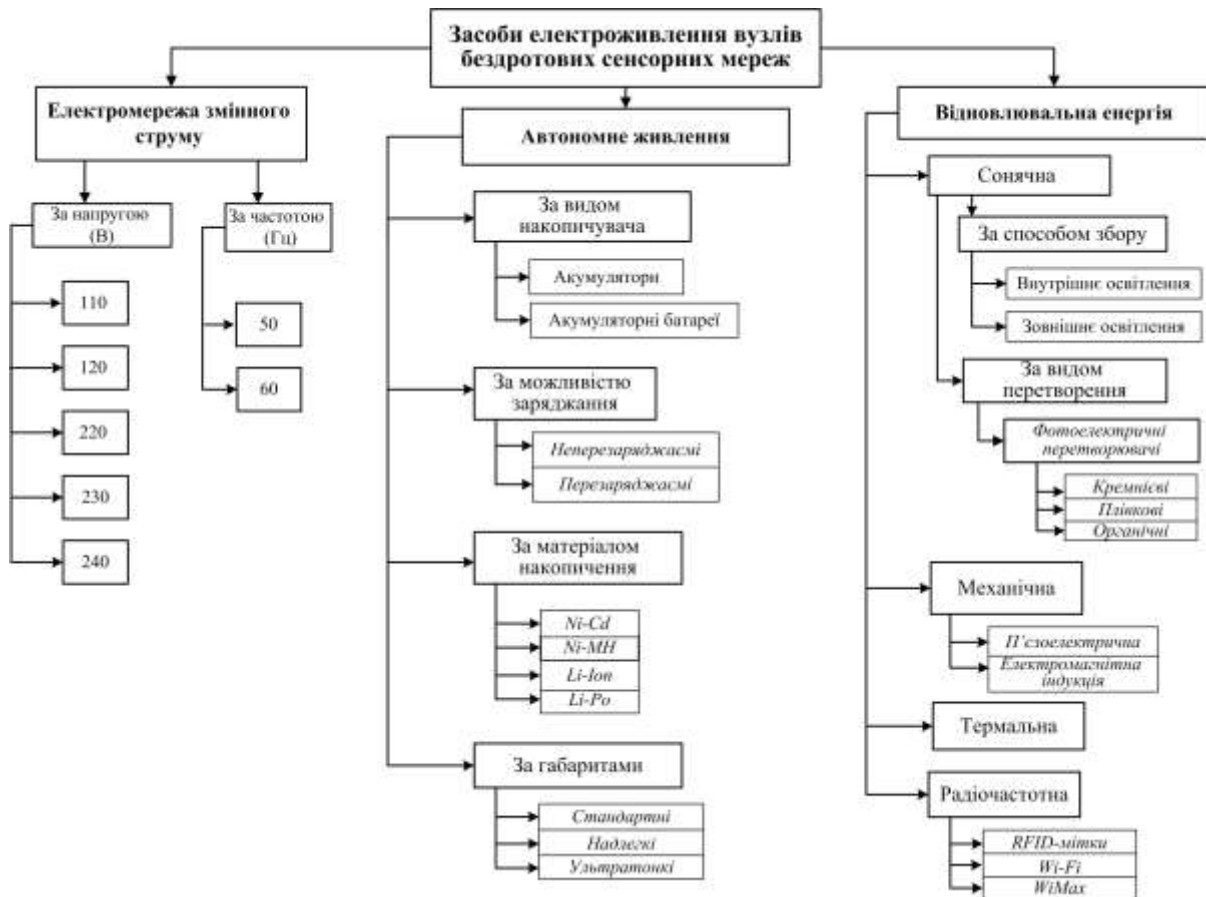 Засоби електроживлення вузлів
бездротових сенсорних мереж
Електромережа змінного
струму
За напругою
(В)
110
120
220
230
240
За частотою
(Гц)
50
60
Автономне живлення
За видом
накопичувача
Акумулятори
Акумуляторні батареї
За можливістю
заряджання
Неперезаряджаємі
Перезаряджаємі
За матеріалом
накопичення
Ni-Cd
Ni-MH
Li-Ion
Li-Po
За габаритами
Стандартні
Надлегкі
Ультратонкі
Відновлювальна енергія
Сонячна
За способом збору
Внутрішнє освітлення
Зовнішнє освітлення
За видом
перетворення
Фотоелектричні
перетворювачі
Кремнієві
Плівкові
Органічні
Механічна
П'єзоелектрична
Електромагнітна
індукція
Термальна
Радіочастотна
RFID-мітки
Wi-Fi
WiMax